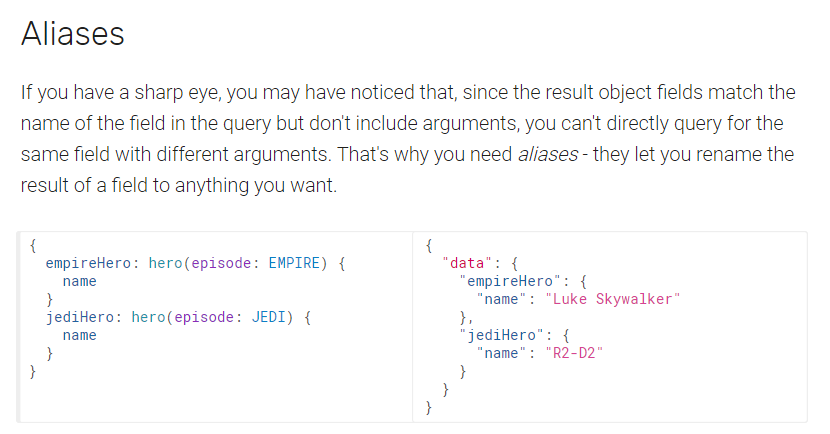 Aliases
If you have a sharp eye, you may have noticed that, since the result object fields match the
name of the field in the query but don't include arguments, you can't directly query for the
same field with different arguments. That's why you need aliases - they let you rename the
result of a field to anything you want.
{
  empireHero: hero(episode: EMPIRE) {
    name
  }
  jediHero: hero(episode: JEDI) {
    name
  }
}
{
  "data": {
    "empireHero": {
      "name": "Luke Skywalker"
    },
    "jediHero": {
      "name": "R2-D2"
    }
  }
}